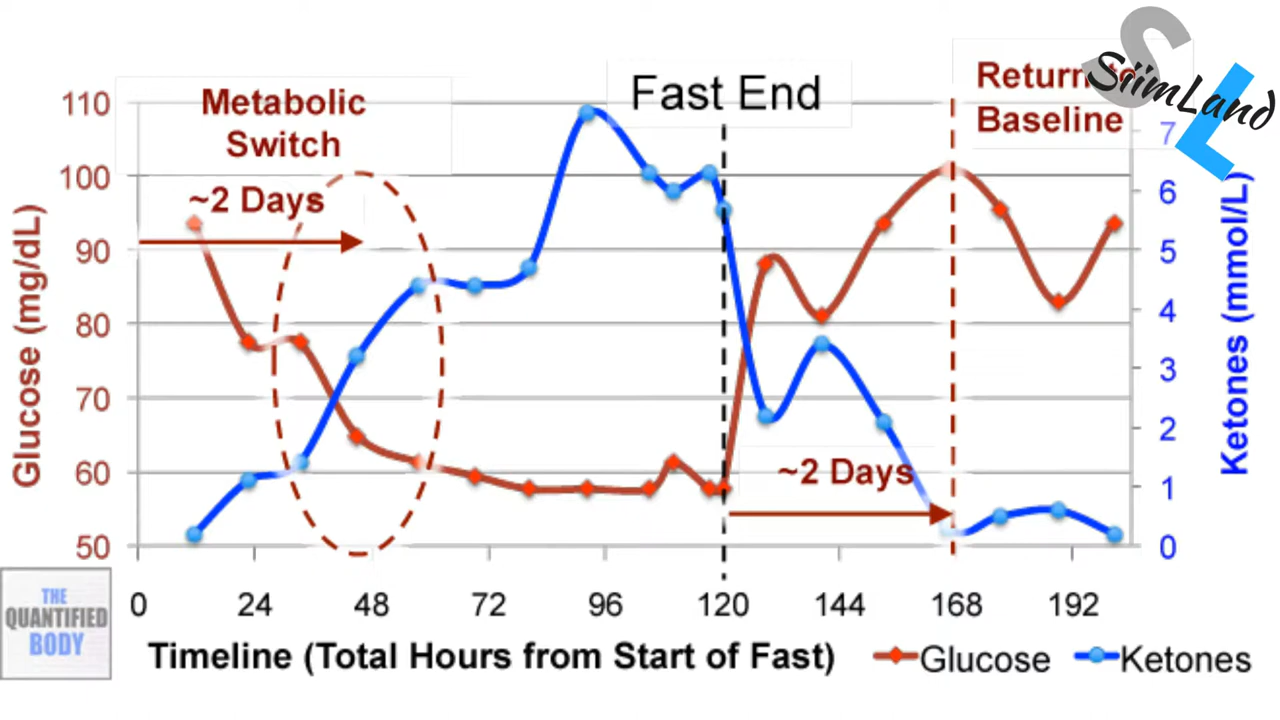 Metabolic
Switch
~2 Days
Fast End
Return to
Baseline
SiimLand
SL
110
100
90
80
70
60
50
Glucose (mg/dL)
7
6
5
4
3
2
1
0
Ketones (mmol/L)
~2 Days
0 24 48 72 96 120 144 168 192
Timeline (Total Hours from Start of Fast)
Glucose Ketones
THE
QUANTIFIED
BODY